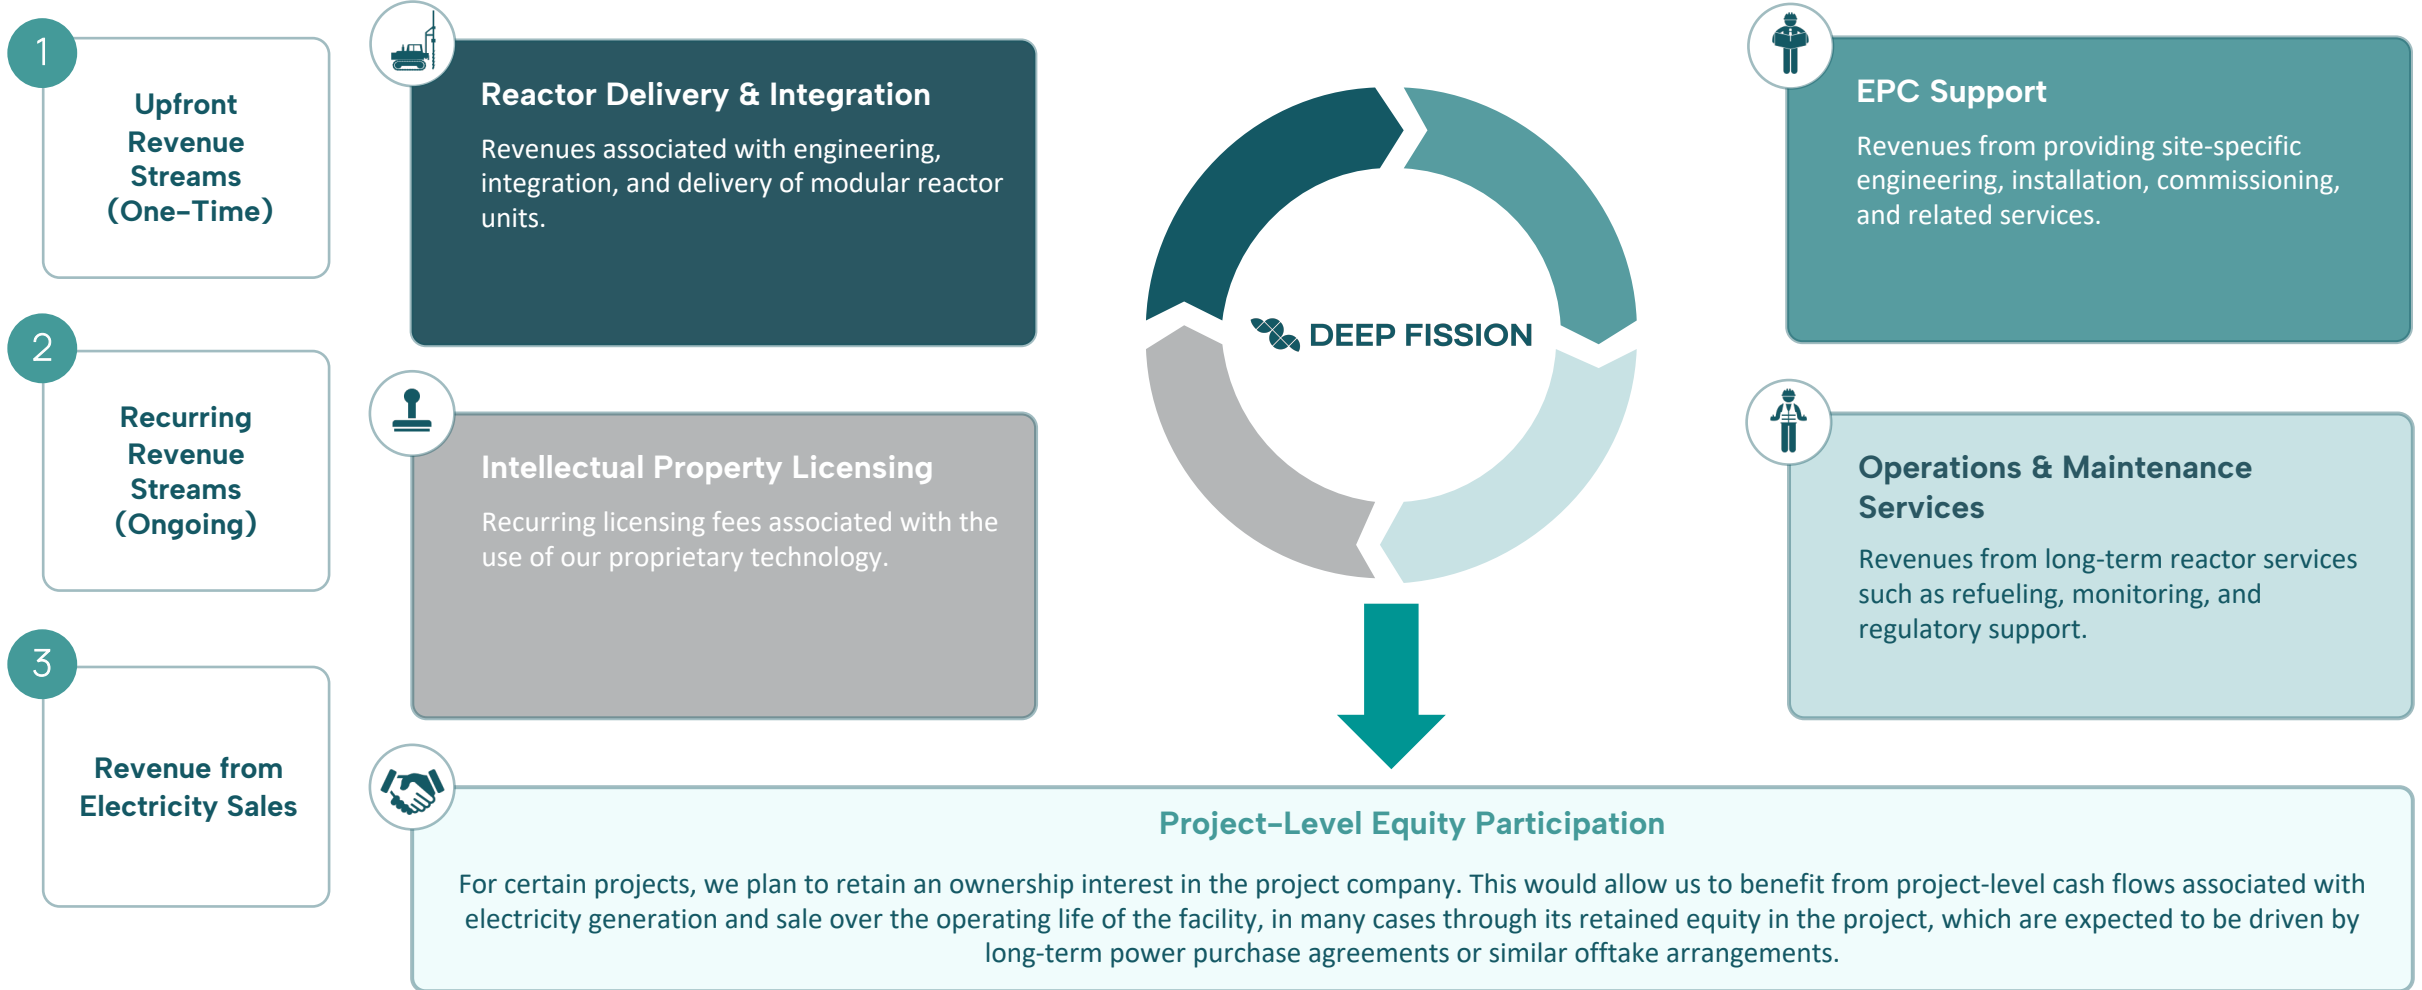 1
Upfront
Revenue
Streams
(One-Time)
Reactor Delivery & Integration
Revenues associated with engineering,
integration, and delivery of modular reactor
units.
EPC Support
Revenues from providing site-specific
engineering, installation, commissioning,
and related services.
DEEP FISSION
2
Recurring
Revenue
Streams
(Ongoing)
Intellectual Property Licensing
Recurring licensing fees associated with the
use of our proprietary technology.
Operations & Maintenance
Services
Revenues from long-term reactor services
such as refueling, monitoring, and
regulatory support.
3
Revenue from
Electricity Sales
Project-Level Equity Participation
For certain projects, we plan to retain an ownership interest in the project company. This would allow us to benefit from project-level cash flows associated with
electricity generation and sale over the operating life of the facility, in many cases through its retained equity in the project, which are expected to be driven by
long-term power purchase agreements or similar offtake arrangements.